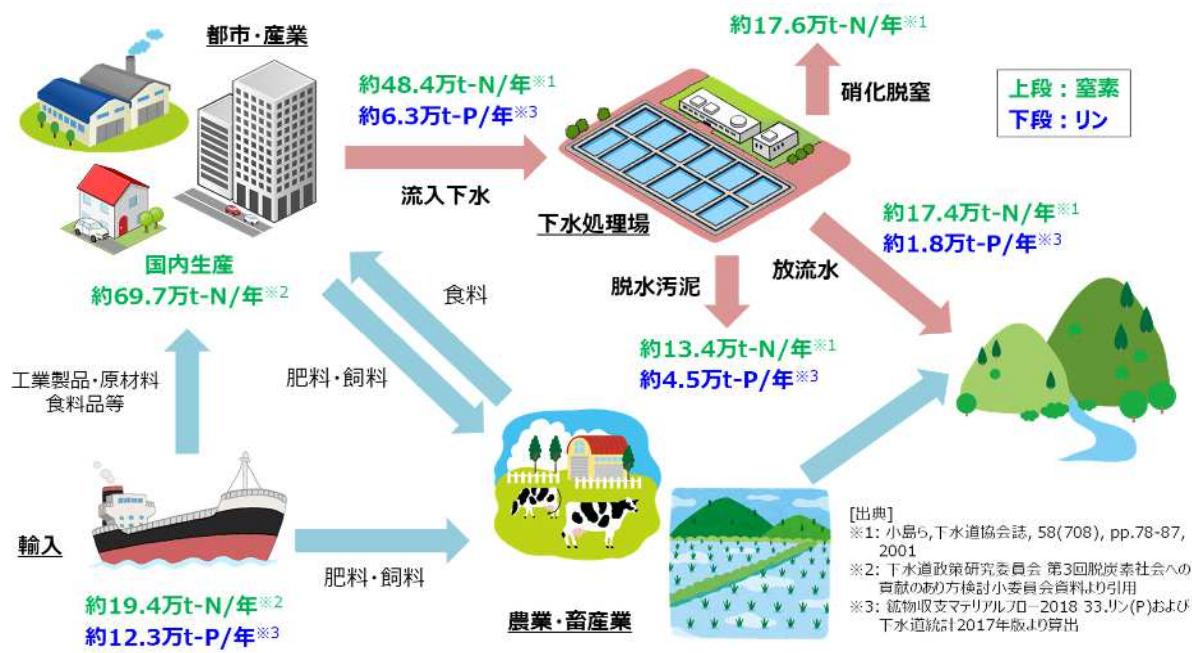 都市・産業
約48.4万t-N/年※1
約6.3万t-P/年※3
流入下水
約17.6万t-N/年※1
硝化脱窒
上段：窒素
下段：リン
下水処理場
約17.4万t-N/年※1
約1.8万t-P/年※3
放流水
脱水汚泥
約13.4万t-N/年※1
約4.5万t-P/年※3
国内生産
約69.7万t-N/年※2
食料
肥料・飼料
工業製品・原材料
食料品等
輸入
約19.4万t-N/年※2
約12.3万t-P/年※3
肥料・飼料
農業・畜産業
[出典]
※1: 小島ら,下水道協会誌, 58(708), pp.78-87,
2001
※2: 下水道政策研究委員会 第3回脱炭素社会への
貢献のあり方検討小委員会資料より引用
※3: 鉱物収支マテリアルフロー2018 33.リン(P)および
下水道統計2017年版より算出